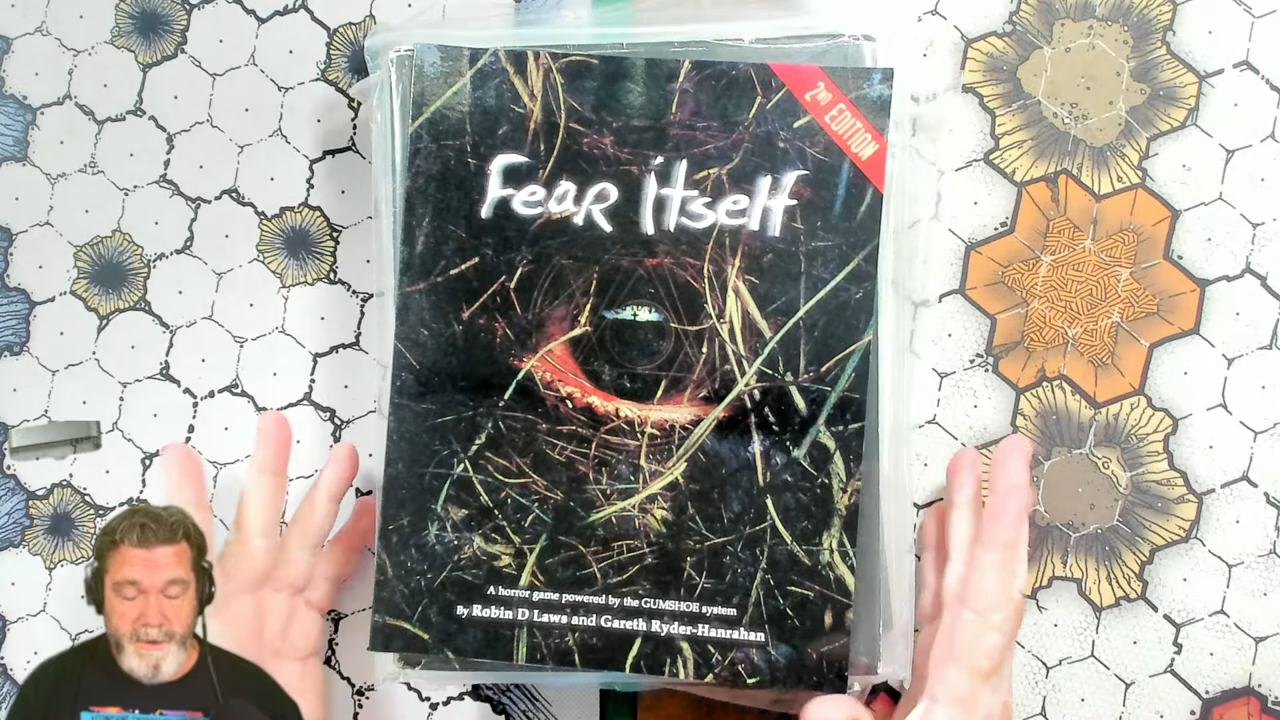 2ND EDITION
Fear Itself
A horror game powered by the GUMSHOE system
By Robin D Laws and Gareth Ryder-Hanrahan